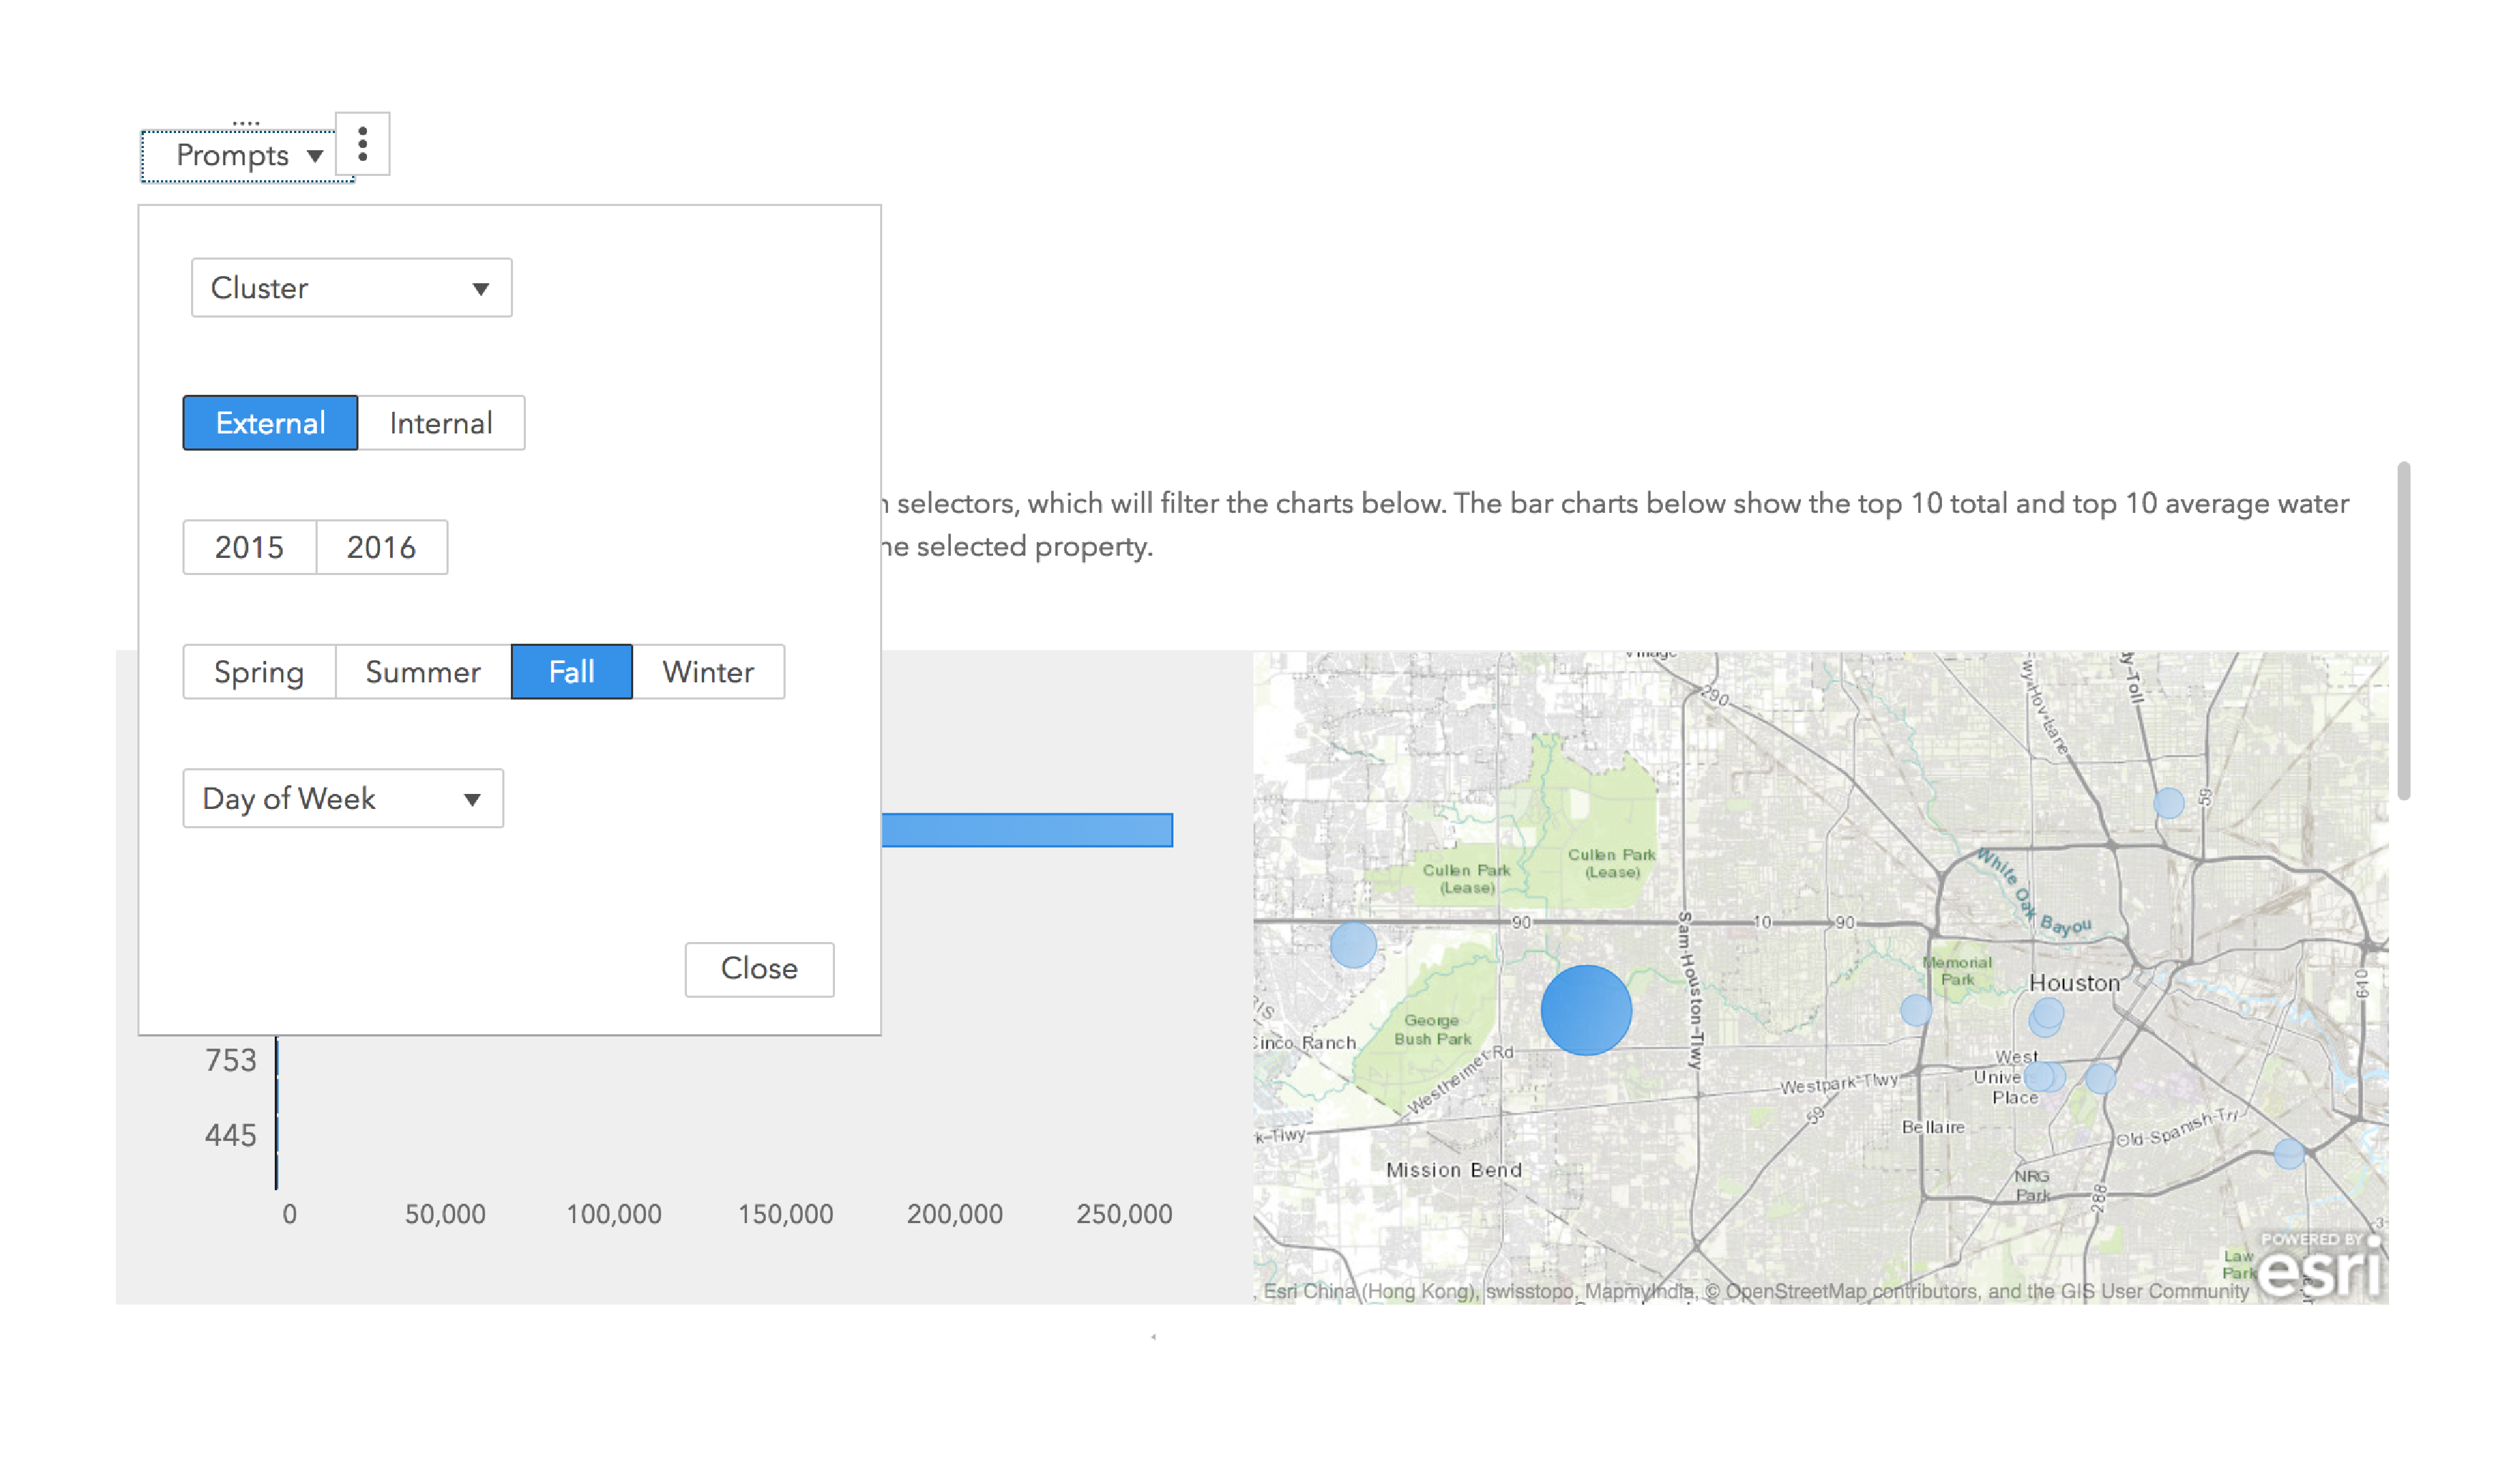 Prompts
Cluster
External Internal
2015 2016
Spring Summer Fall Winter
Day of Week
Close
selectors, which will filter the charts below. The bar charts below show the top 10 total and top 10 average water
selected property.
753
445
0 50,000 100,000 150,000 200,000 250,000
290
59
Cullen Park
(Lease)
Cullen Park
(Lease)
White Oak Bayou
90
10
90
Sam-Houston-Tlwy
Memorial
Park
Houston
610
George
Bush Park
Cinco Ranch
Westheimer Rd
West
Unive
Place
Westpark-Tlwy
59
Bellaire
Old-Spanish-Trl
k-Tlwy
Mission Bend
NRG
Park
288
Law
Park
POWERED BY
esri
, Esri China (Hong Kong), swisstopo, MapmyIndia, © OpenStreetMap contributors, and the GIS User Community